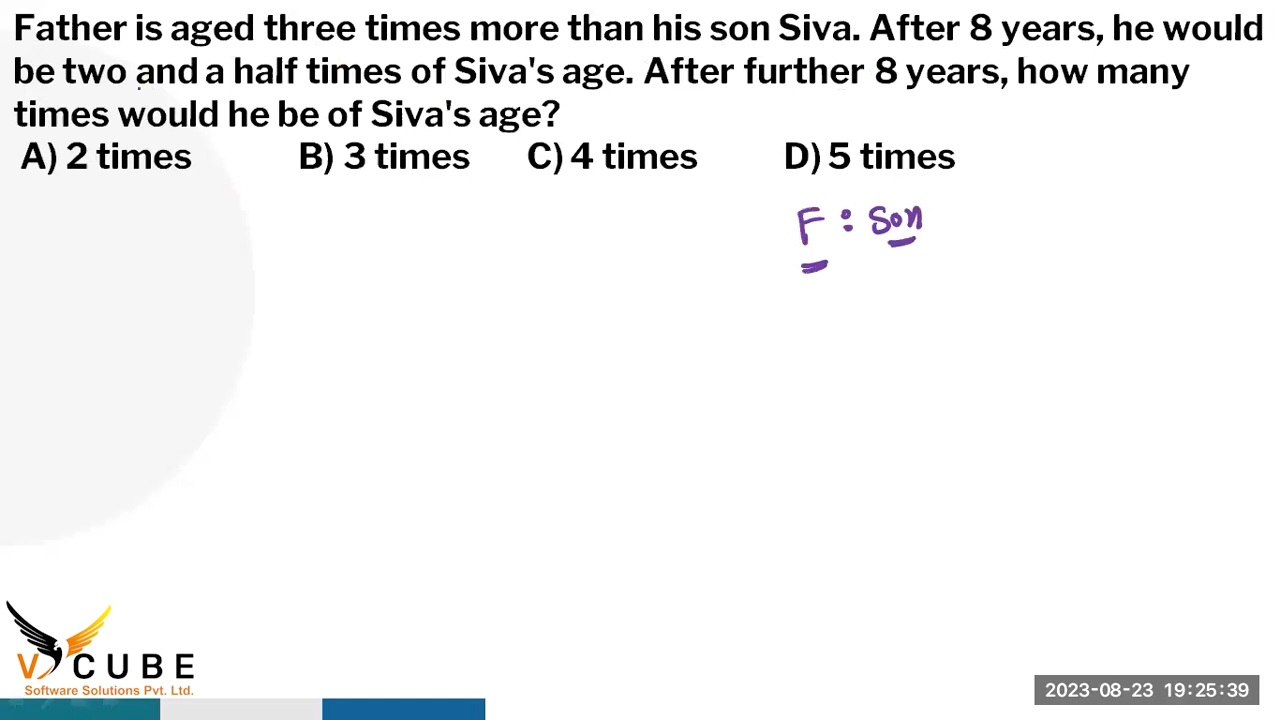 Father is aged three times more than his son Siva. After 8 years, he would
be two and a half times of Siva's age. After further 8 years, how many
times would he be of Siva's age?
A) 2 times B) 3 times C) 4 times D) 5 times
F : Son
V CUBE
Software Solutions Pvt. Ltd.
2023-08-23 19:25:39